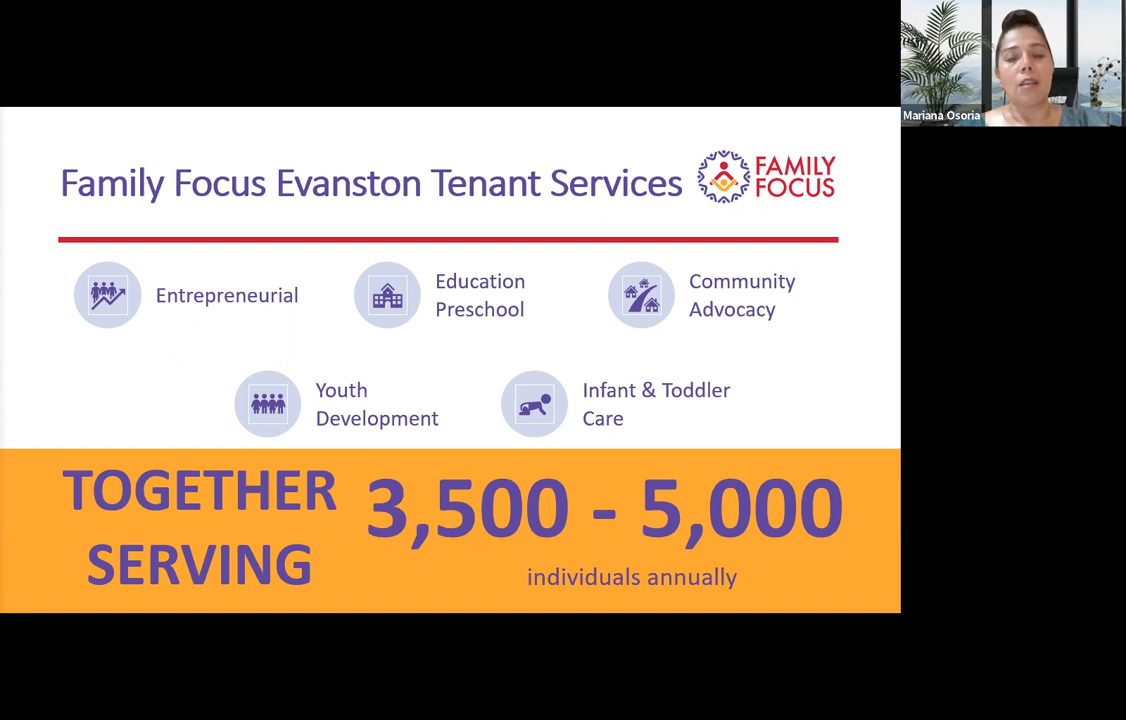 Mariana Osoria
Family Focus Evanston Tenant Services
FAMILY
FOCUS
Entrepreneurial
Education
Preschool
Community
Advocacy
Youth
Development
Infant & Toddler
Care
TOGETHER
SERVING
3,500 - 5,000
individuals annually